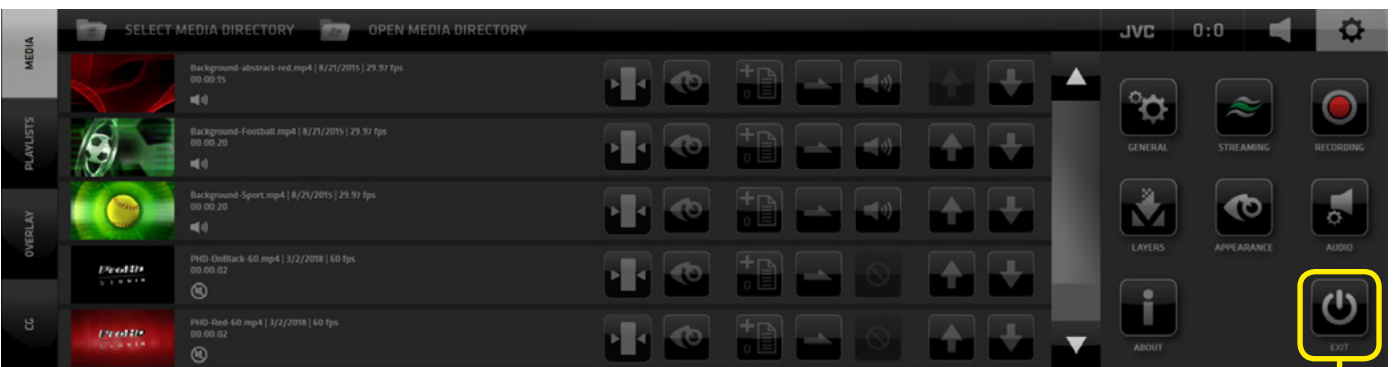 MEDIA
PLAYLISTS
OVERLAY
CG
SELECT MEDIA DIRECTORY
OPEN MEDIA DIRECTORY
Background-abstract-red.mp4 | 8/21/2015 | 29.97 fps
00:00:15
Background-Football.mp4 | 8/21/2015 | 29.97 fps
00:00:20
Background-Sport.mp4 | 8/21/2015 | 29.97 fps
00:00:20
PHD-OnBlack-60.mp4 | 3/2/2018 | 60 fps
00:00:02
PHD-Red-60.mp4 | 3/2/2018 | 60 fps
00:00:02
JVC
0:0
GENERAL
STREAMING
RECORDING
LAYERS
APPEARANCE
AUDIO
ABOUT
EXIT